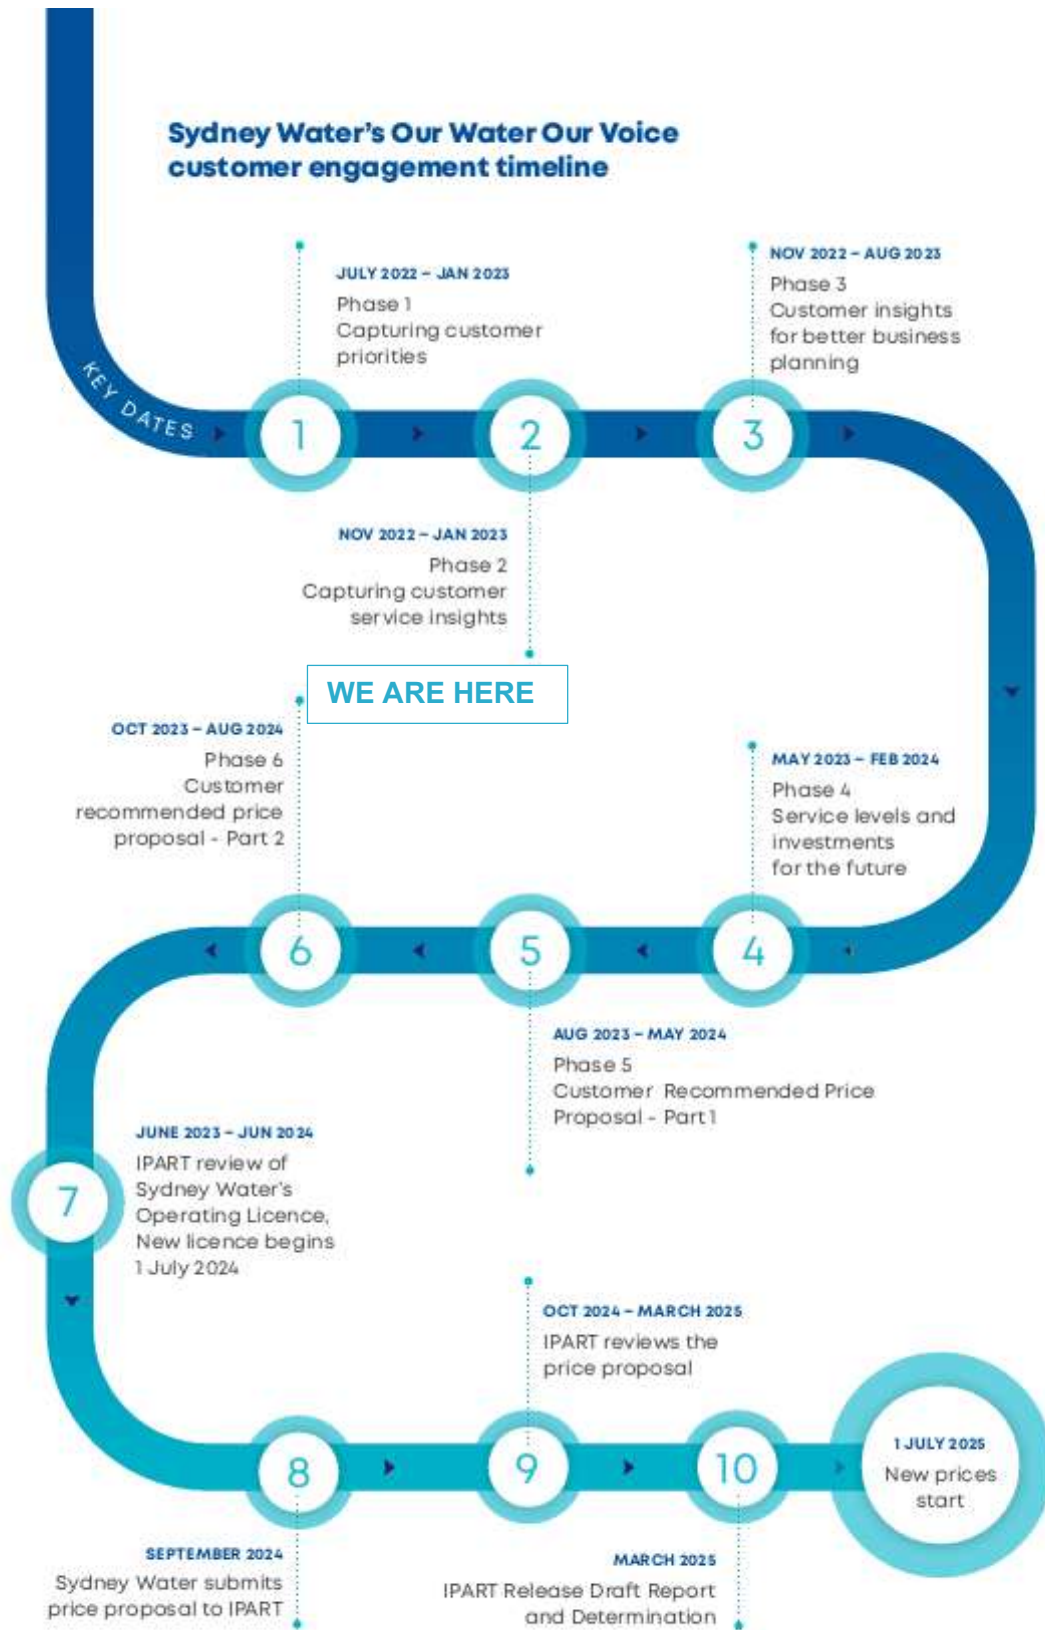 Sydney Water's Our Water Our Voice
customer engagement timeline
KEY DATES
JULY 2022 – JAN 2023
Phase 1
Capturing customer
priorities
1
NOV 2022 – JAN 2023
Phase 2
Capturing customer
service insights
2
NOV 2022 – AUG 2023
Phase 3
Customer insights
for better business
planning
3
MAY 2023 – FEB 2024
Phase 4
Service levels and
investments
for the future
4
AUG 2023 – MAY 2024
Phase 5
Customer Recommended Price
Proposal - Part 1
5
WE ARE HERE
OCT 2023 – AUG 2024
Phase 6
Customer
recommended price
proposal - Part 2
6
JUNE 2023 – JUN 2024
IPART review of
Sydney Water's
Operating Licence,
New licence begins
1 July 2024
7
8
SEPTEMBER 2024
Sydney Water submits
price proposal to IPART
OCT 2024 – MARCH 2025
IPART reviews the
price proposal
9
10
MARCH 2025
IPART Release Draft Report
and Determination
1 JULY 2025
New prices
start